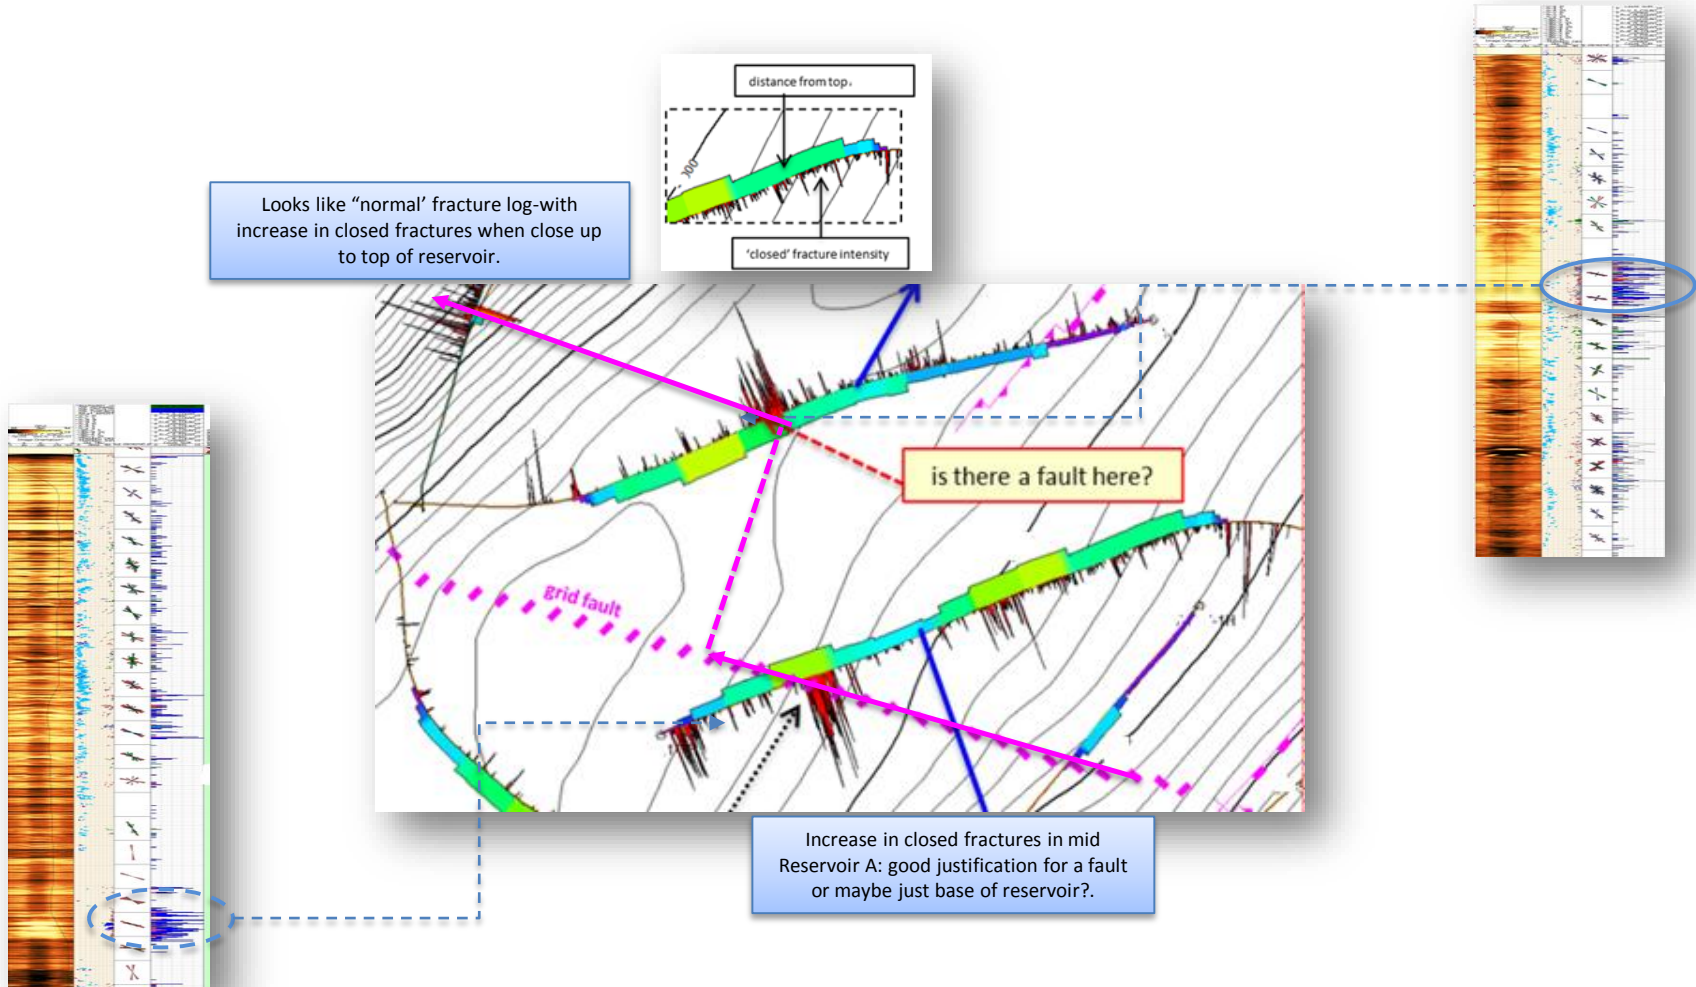 distance from top.
000
'closed' fracture intensity
Looks like “normal’ fracture log-with
increase in closed fractures when close up
to top of reservoir.
is there a fault here?
grid fault
Increase in closed fractures in mid
Reservoir A: good justification for a fault
or maybe just base of reservoir?.